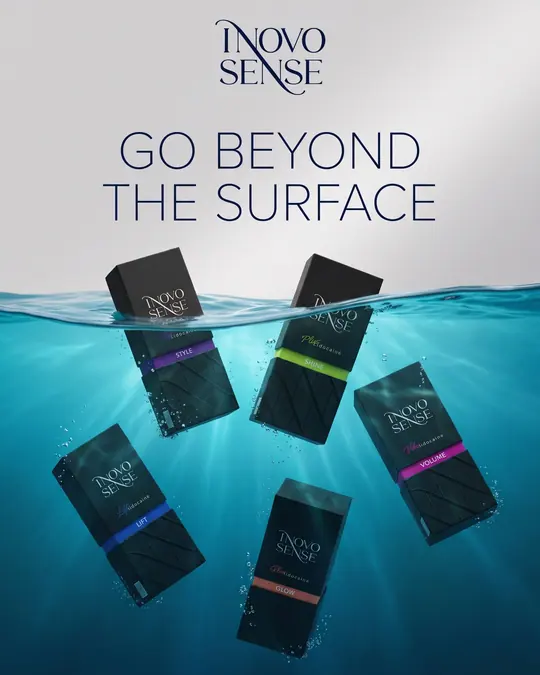 INOVO
SENSE
GO BEYOND
THE SURFACE
INOVO
SENSE
STYLE
INOVO
SENSE
SHINE
INOVO
SENSE
VOLUME
INOVO
SENSE
LIFT
INOVO
SENSE
GLOW